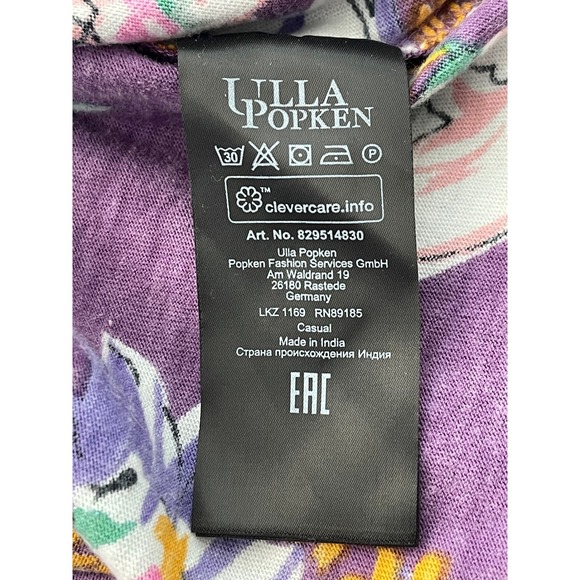 ULLA
POPKEN
30 P
™
clevercare.info
Art. No. 829514830
Ulla Popken
Popken Fashion Services GmbH
Am Waldrand 19
26180 Rastede
Germany
LKZ 1169 RN89185
Casual
Made in India
Страна происхождения Индия
EAC